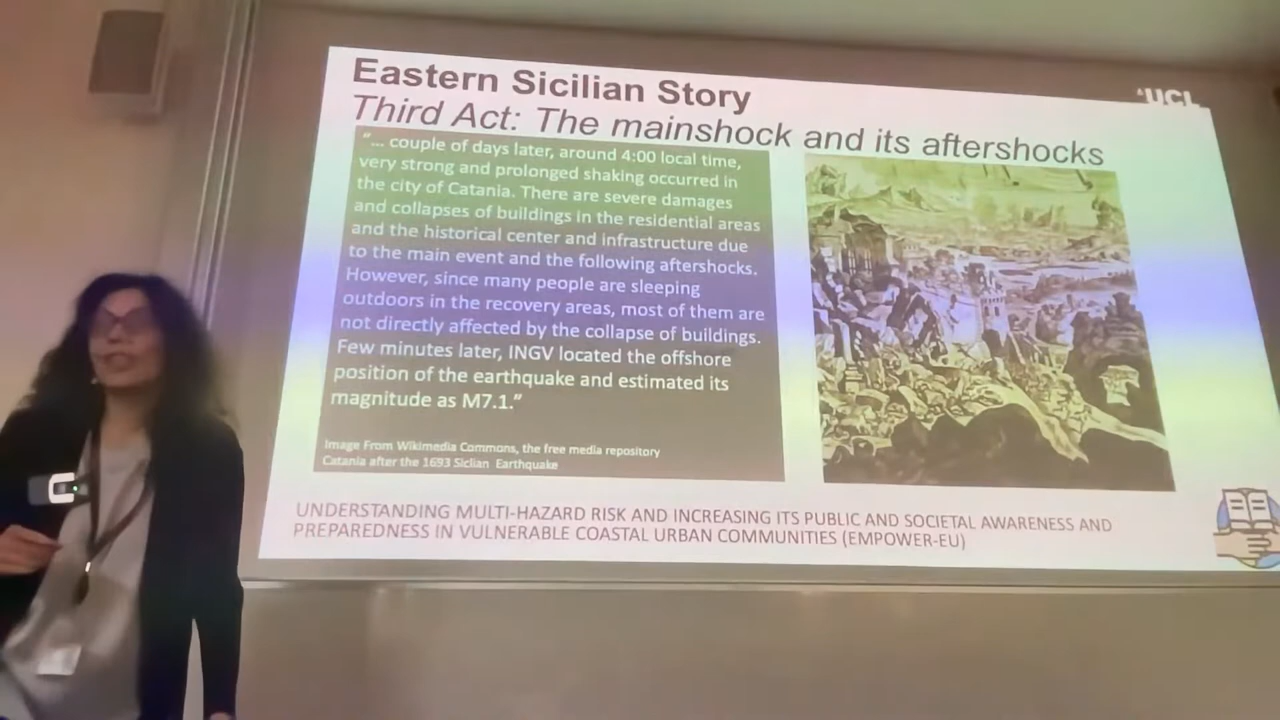 Eastern Sicilian Story
Third Act: The mainshock and its aftershocks
UCL
"... couple of days later, around 4:00 local time,
very strong and prolonged shaking occurred in
the city of Catania. There are severe damages
and collapses of buildings in the residential areas
and the historical center and infrastructure due
to the main event and the following aftershocks.
However, since many people are sleeping
outdoors in the recovery areas, most of them are
not directly affected by the collapse of buildings.
Few minutes later, INGV located the offshore
position of the earthquake and estimated its
magnitude as M7.1."
Image From Wikimedia Commons, the free media repository
Catania after the 1693 Siclian Earthquake
UNDERSTANDING MULTI-HAZARD RISK AND INCREASING ITS PUBLIC AND SOCIETAL AWARENESS AND
PREPAREDNESS IN VULNERABLE COASTAL URBAN COMMUNITIES (EMPOWER-EU)